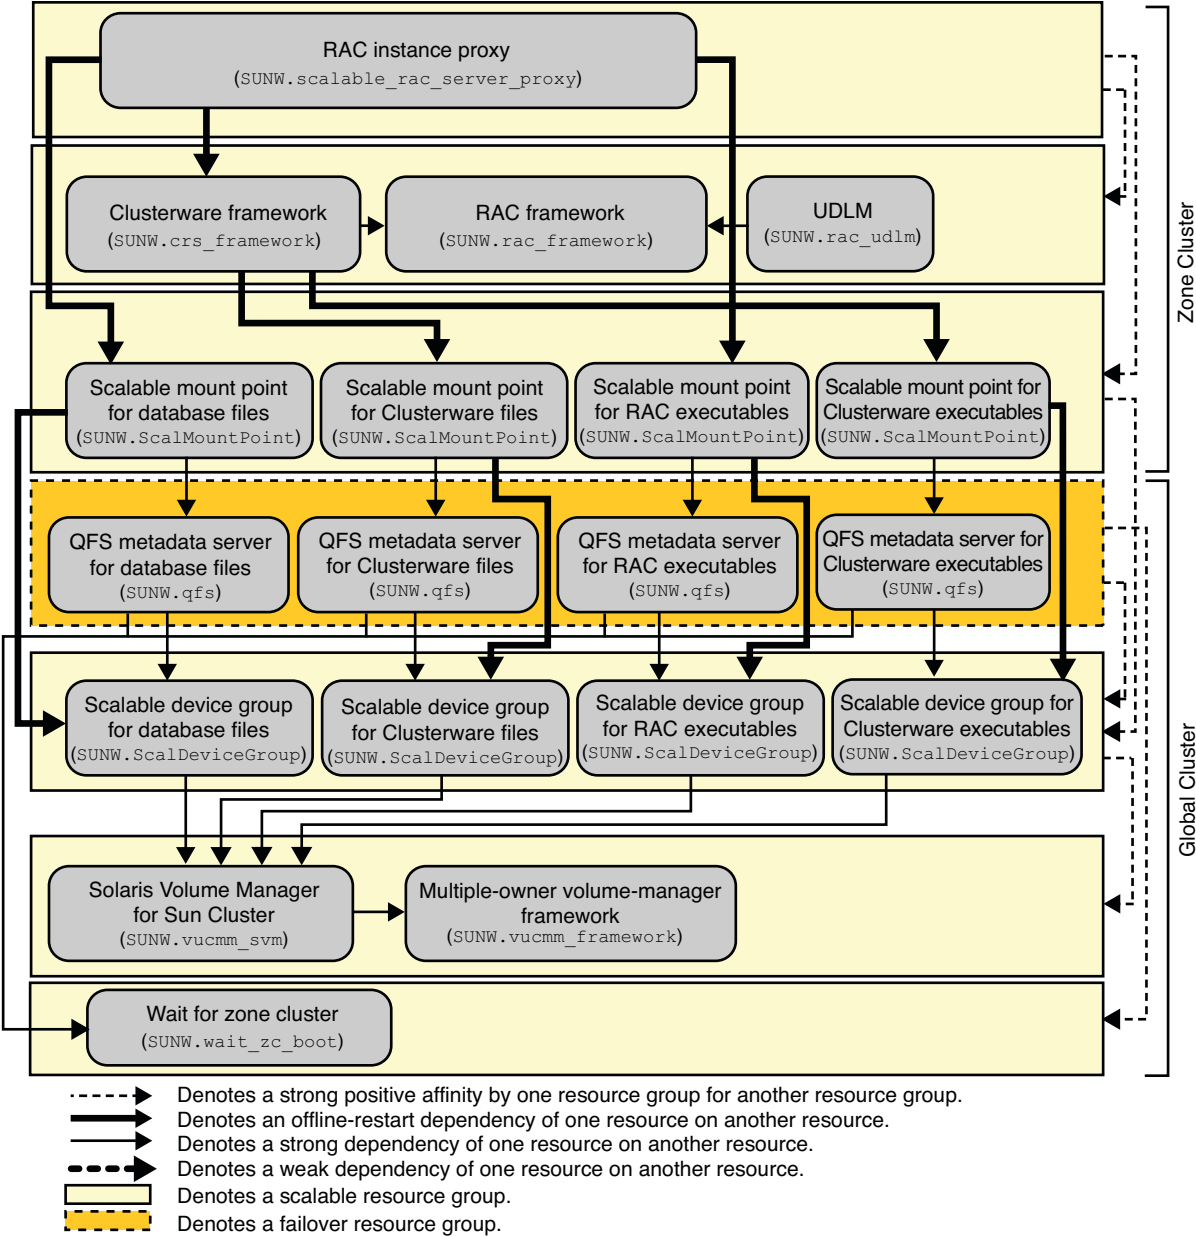 RAC instance proxy
(SUNW.scalable_rac_server_proxy)
Clusterware framework
(SUNW.crs_framework)
RAC framework
(SUNW.rac_framework)
UDLM
(SUNW.rac_udlm)
Zone Cluster
Scalable mount point
for database files
(SUNW.ScalMountPoint)
Scalable mount point
for Clusterware files
(SUNW.ScalMountPoint)
Scalable mount point
for RAC executables
(SUNW.ScalMountPoint)
Scalable mount point for
Clusterware executables
(SUNW.ScalMountPoint)
QFS metadata server
for database files
(SUNW.qfs)
QFS metadata server
for Clusterware files
(SUNW.qfs)
QFS metadata server
for RAC executables
(SUNW.qfs)
QFS metadata server for
Clusterware executables
(SUNW.qfs)
Scalable device group
for database files
(SUNW.ScalDeviceGroup)
Scalable device group
for Clusterware files
(SUNW.ScalDeviceGroup)
Scalable device group
for RAC executables
(SUNW.ScalDeviceGroup)
Scalable device group for
Clusterware executables
(SUNW.ScalDeviceGroup)
Global Cluster
Solaris Volume Manager
for Sun Cluster
(SUNW.vucmm_svm)
Multiple-owner volume-manager
framework
(SUNW.vucmm_framework)
Wait for zone cluster
(SUNW.wait_zc_boot)
Denotes a strong positive affinity by one resource group for another resource group.
Denotes an offline-restart dependency of one resource on another resource.
Denotes a strong dependency of one resource on another resource.
Denotes a weak dependency of one resource on another resource.
Denotes a scalable resource group.
Denotes a failover resource group.